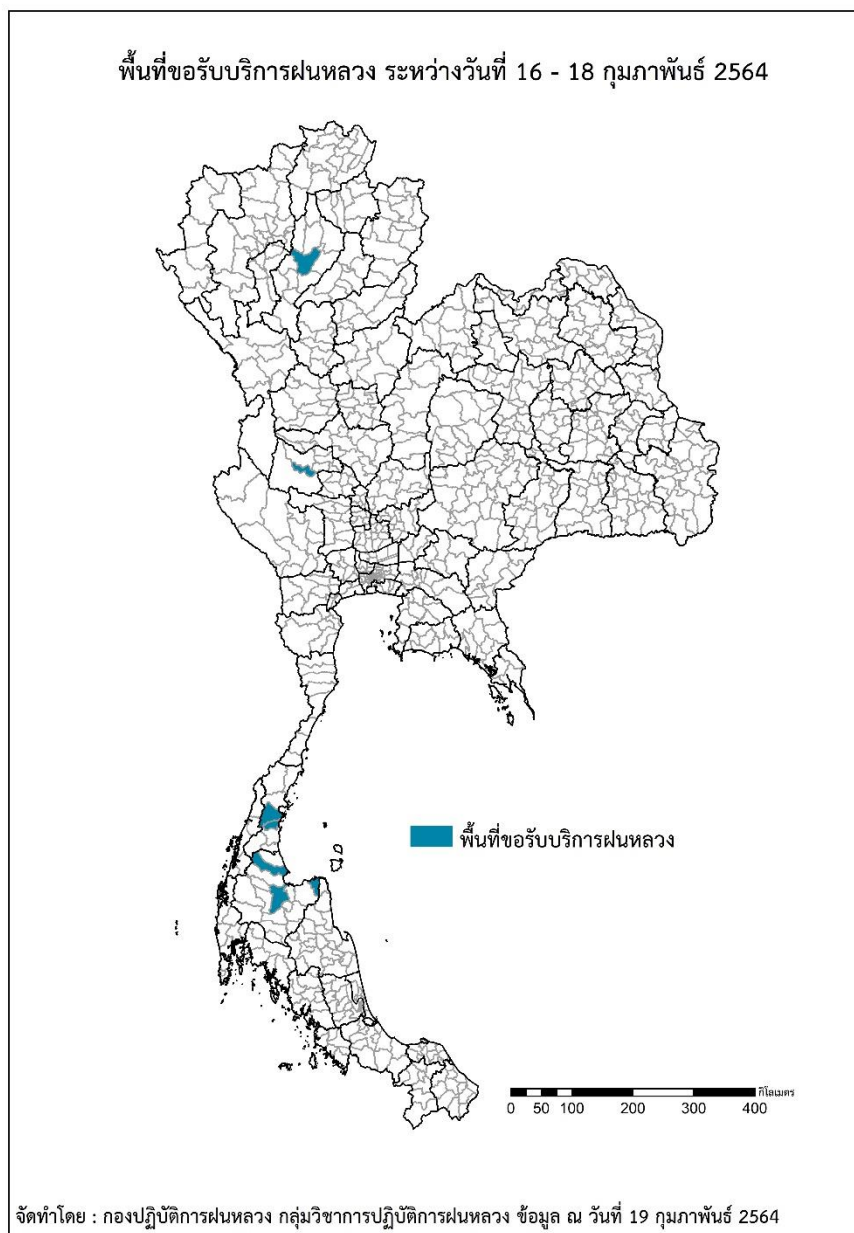 พื้นที่ขอรับบริการฝนหลวง ระหว่างวันที่ 16 - 18 กุมภาพันธ์ 2564
พื้นที่ขอรับบริการฝนหลวง
กิโลเมตร
0 50 100 200 300 400
จัดทำโดย : กองปฏิบัติการฝนหลวง กลุ่มวิชาการปฏิบัติการฝนหลวง ข้อมูล ณ วันที่ 19 กุมภาพันธ์ 2564